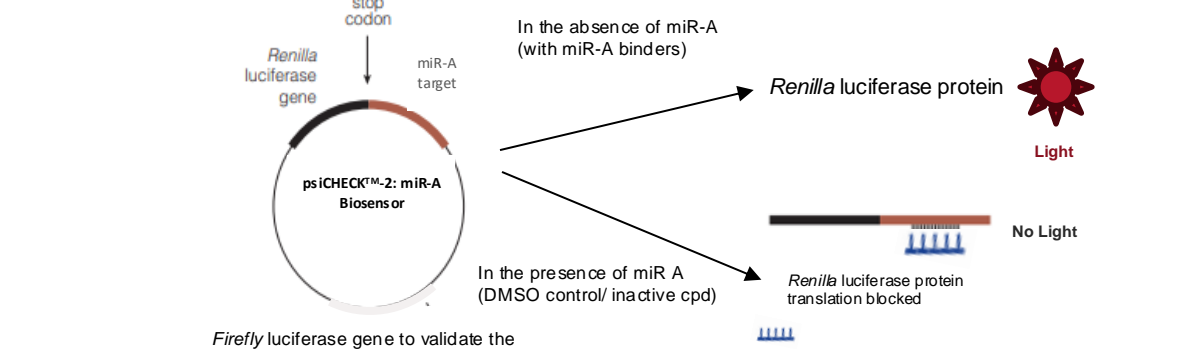 stop
codon
Renilla
luciferase
gene
miR-A
target
psiCHECK™-2: miR-A
Biosensor
In the absence of miR-A
(with miR-A binders)
Renilla luciferase protein
Light
No Light
In the presence of miR A
(DMSO control/ inactive cpd)
Renilla luciferase protein
translation blocked
Firefly luciferase gene to validate the